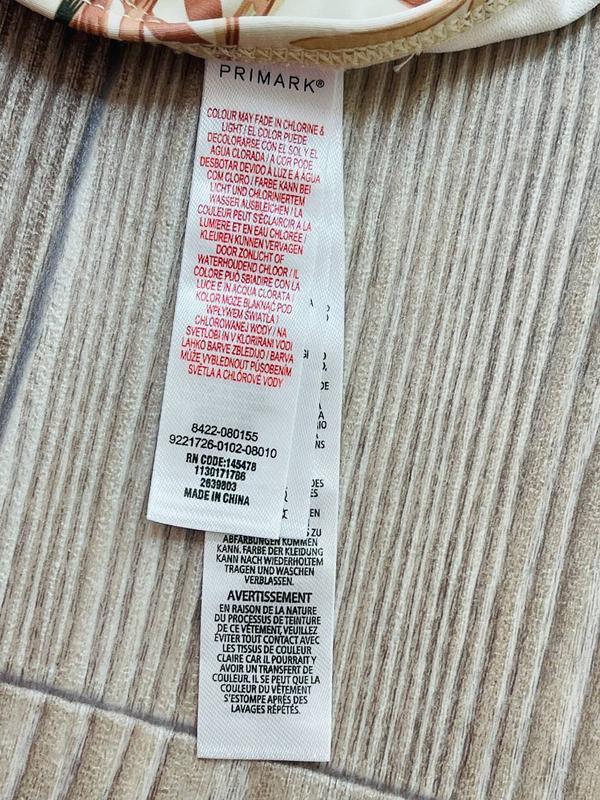 PRIMARK®
COLOUR MAY FADE IN CHLORINE &
LIGHT / EL COLOR PUEDE
DECOLORARSE CON EL SOL Y EL
AGUA CLORADA / A COR PODE
DESBOTAR DEVIDO À LUZ E À AGUA
COM CLORO / FARBE KANN BEI
LICHT UND CHLORINIERTEM
WASSER AUSBLEICHEN / LA
COULEUR PEUT S'ÉCLAIRCIR À LA
LUMIERE ET EN EAU CHLORÉE /
KLEUREN KUNNEN VERVAGEN
DOOR ZONLICHT OF
WATERHOUDEND CHLOOR / IL
COLORE PUÒ SBIADIRE CON LA
LUCE E IN ACQUA CLORATA /
KOLOR MOŻE BLAKNĄĆ POD
WPŁYWEM ŚWIATŁA /
CHLOROWANEJ WODY / NA
SVETLOBI IN V KLORIRANI VODI
LAHKO BARVE ZBLEDIJO / BARVA
MŮŽE VYBLEDNOUT PŮSOBENÍM
SVĚTLA A CHLÓROVÉ VODY
8422-080155
9221726-0102-08010
RN CODE:145478
1130171786
2639803
MADE IN CHINA
ZU
ABFÄRBUNGEN KOMMEN
KANN. FARBE DER KLEIDUNG
KANN NACH WIEDERHOLTEM
TRAGEN UND WASCHEN
VERBLASSEN.
AVERTISSEMENT
EN RAISON DE LA NATURE
DU PROCESSUS DE TEINTURE
DE CE VÊTEMENT, VEUILLEZ
ÉVITER TOUT CONTACT AVEC
LES TISSUS DE COULEUR
CLAIRE CAR IL POURRAIT Y
AVOIR UN TRANSFERT DE
COULEUR. IL SE PEUT QUE LA
COULEUR DU VÊTEMENT
S'ESTOMPE APRÈS DES
LAVAGES RÉPÉTÉS.